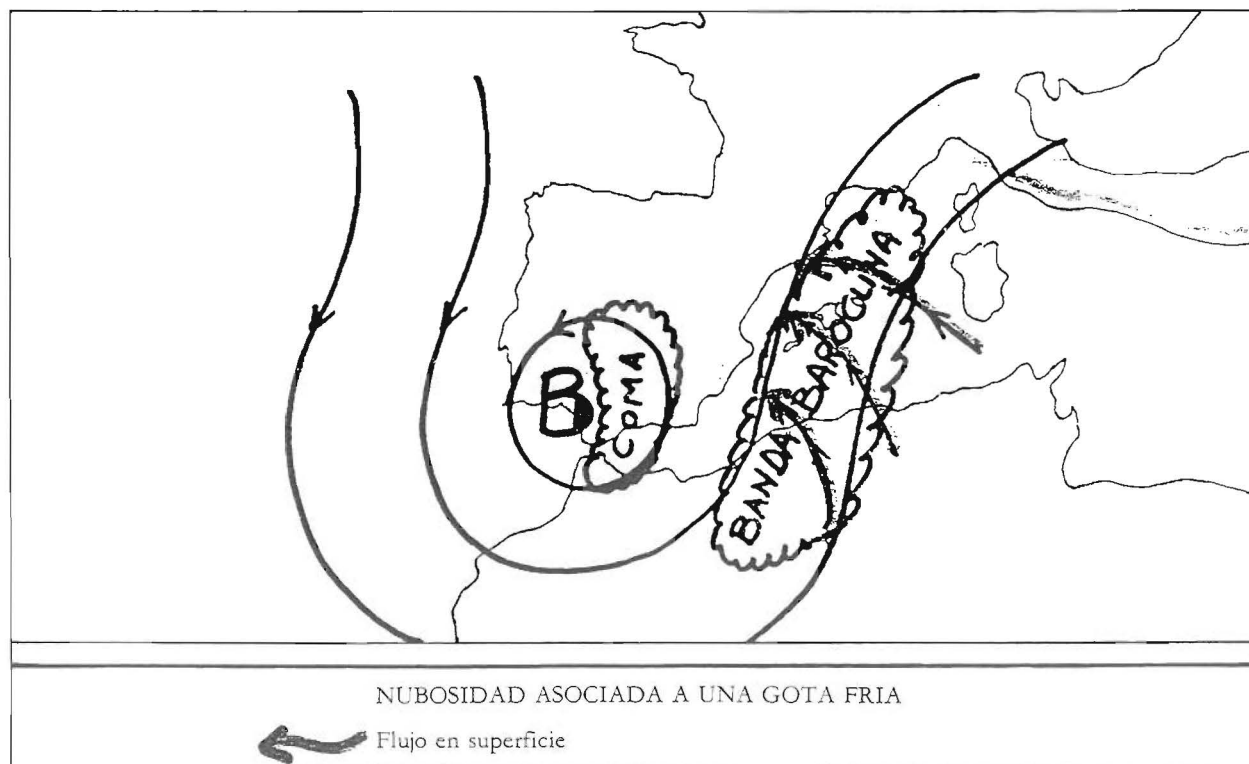 B
COMA
BANDA BAROCLINA
NUBOSIDAD ASOCIADA A UNA GOTA FRIA
Flujo en superficie